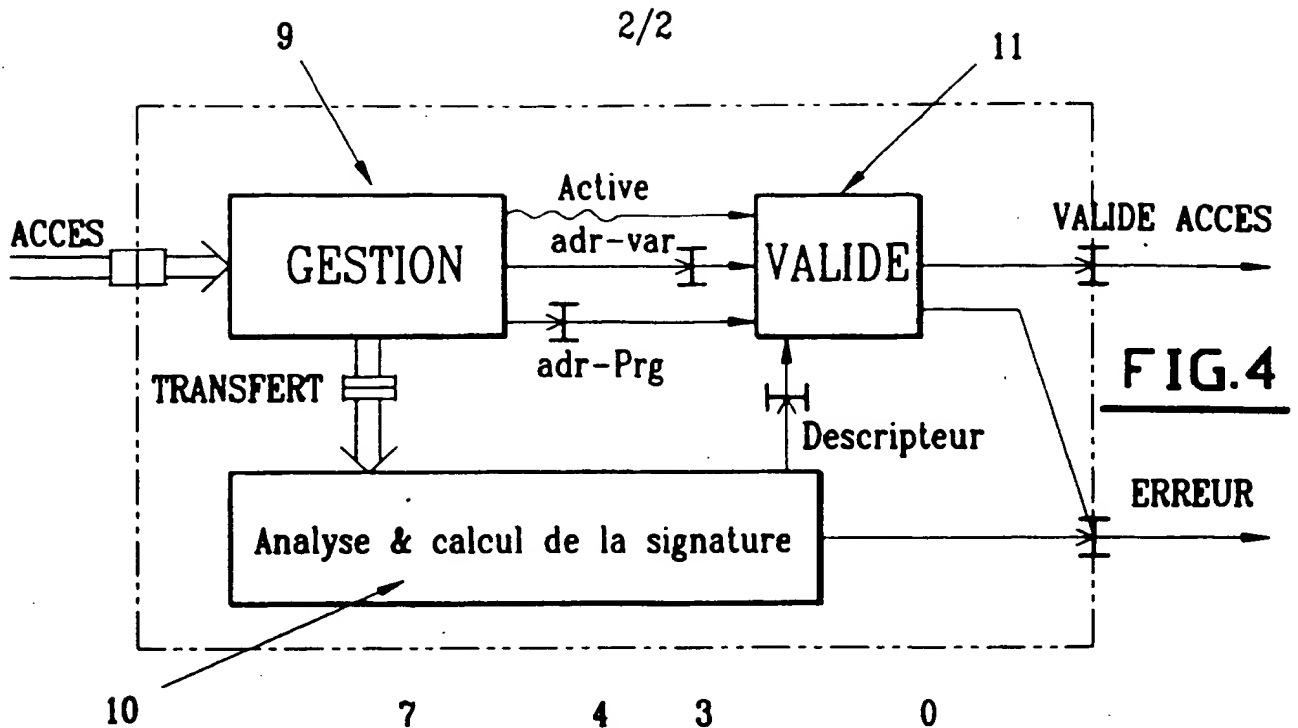 2/2
9
11
Active
ACCES
GESTION
adr-var
VALIDE
VALIDE ACCES
adr-Prg
TRANSFERT
FIG.4
Descripteur
ERREUR
Analyse & calcul de la signature
10
7 4 3 0